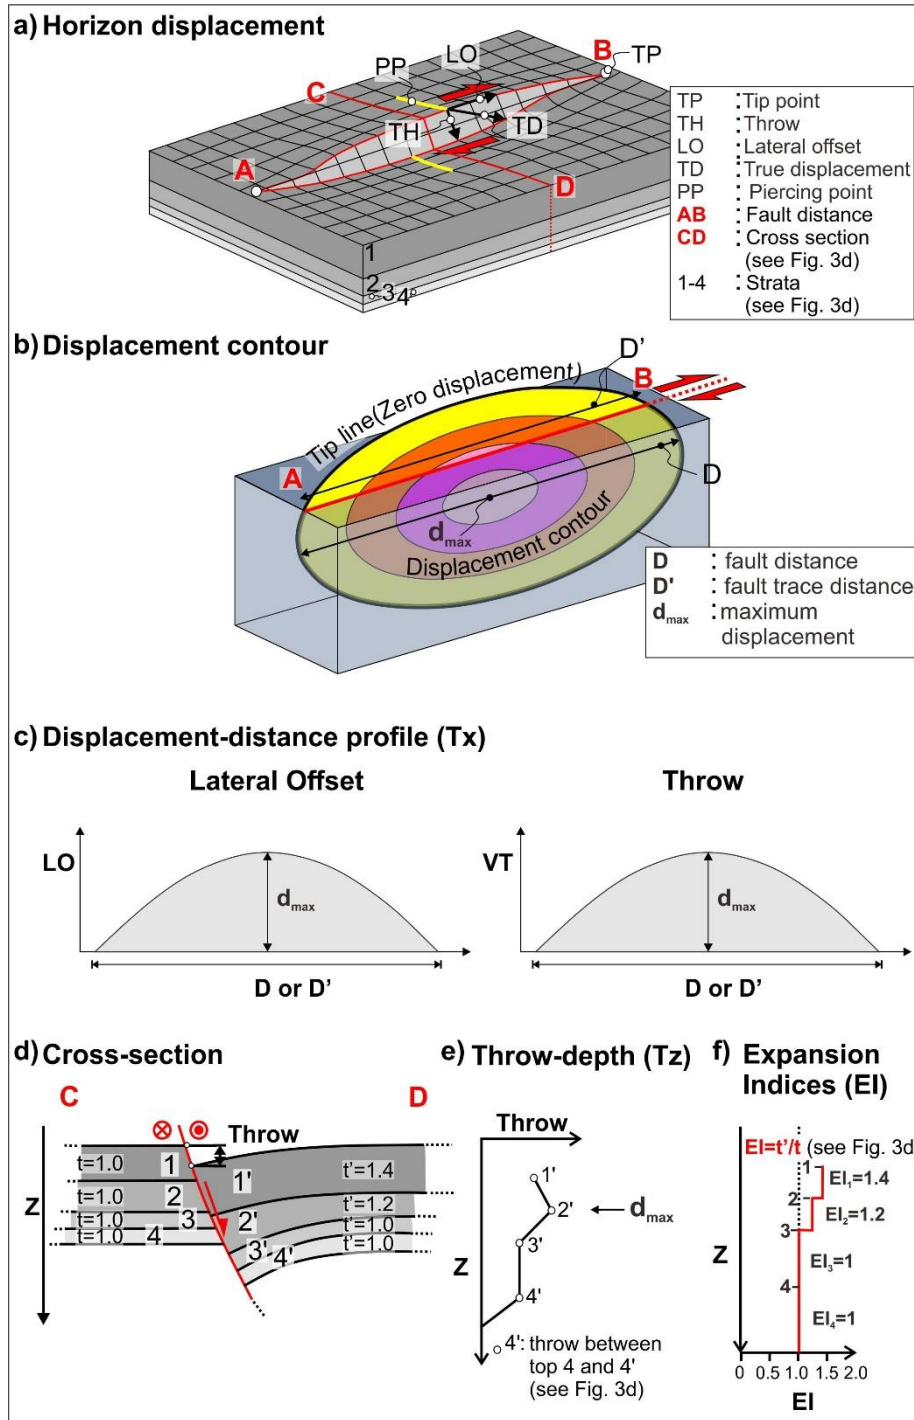 a) Horizon displacement
B
TP
LO
PP
C
TH
TD
A
D
1
2
3
4
TP : Tip point
TH : Throw
LO : Lateral offset
TD : True displacement
PP : Piercing point
AB : Fault distance
CD : Cross section
(see Fig. 3d)
1-4 : Strata
(see Fig. 3d)
b) Displacement contour
D’
B
Tip line(Zero displacement)
A
D
dmax
Displacement contour
D : fault distance
D' : fault trace distance
dmax : maximum
displacement
c) Displacement-distance profile (Tx)
Lateral Offset
Throw
LO
dmax
D or D’
VT
dmax
D or D’
d) Cross-section
C
D
Throw
t=1.0
1
1'
t'=1.4
t=1.0
2
2'
t'=1.2
t=1.0
3
3'
t'=1.0
t=1.0
4
4'
t'=1.0
Z
e) Throw-depth (Tz)
Throw
1'
2'
dmax
3'
Z
4'
4': throw between
top 4 and 4'
(see Fig. 3d)
f) Expansion
Indices (EI)
EI=t’/t (see Fig. 3d
1
EI1=1.4
2
EI2=1.2
3
EI3=1
Z
4
EI4=1
0 0.5 1.0 1.5 2.0
EI